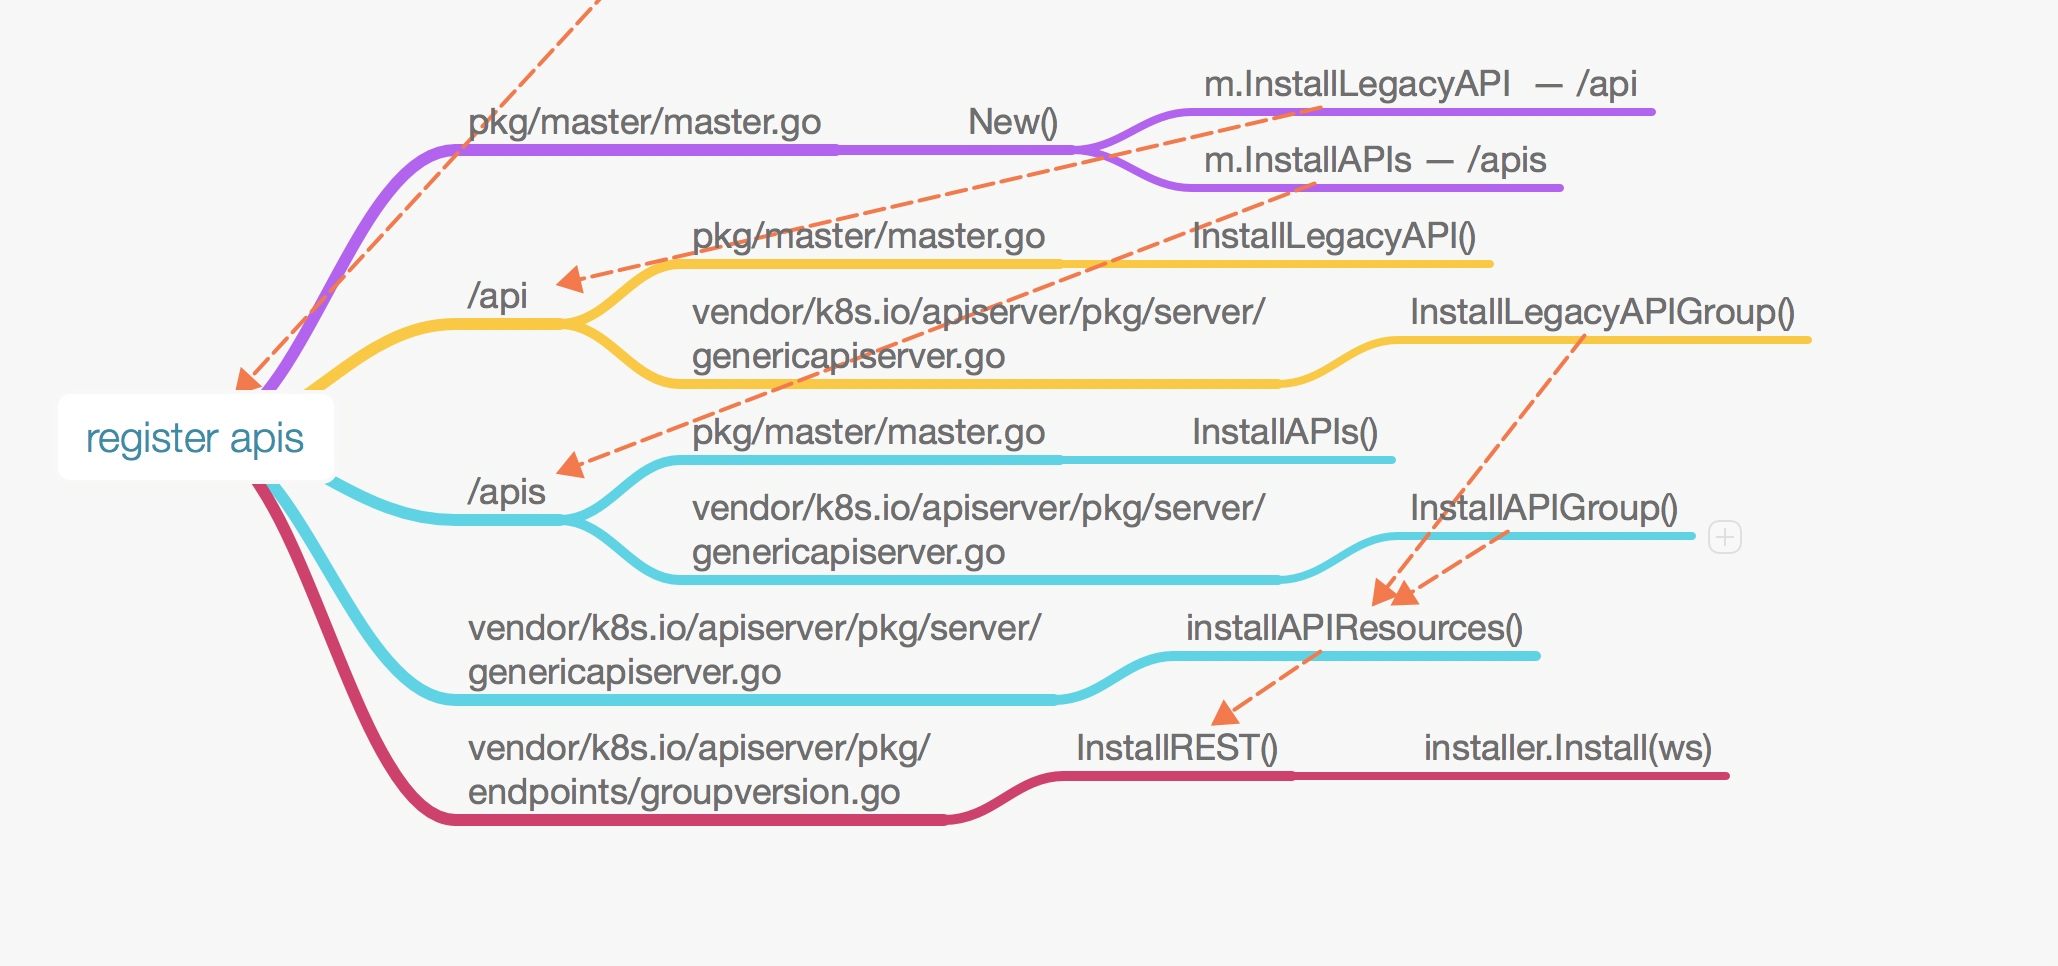 pkg/master/master.go
New()
m.InstallLegacyAPI — /api
m.InstallAPIs — /apis
/api
pkg/master/master.go
InstallLegacyAPI()
vendor/k8s.io/apiserver/pkg/server/
genericapiserver.go
InstallLegacyAPIGroup()
register apis
/apis
pkg/master/master.go
InstallAPIs()
vendor/k8s.io/apiserver/pkg/server/
genericapiserver.go
InstallAPIGroup()
vendor/k8s.io/apiserver/pkg/server/
genericapiserver.go
installAPIResources()
vendor/k8s.io/apiserver/pkg/
endpoints/groupversion.go
InstallREST()
installer.Install(ws)